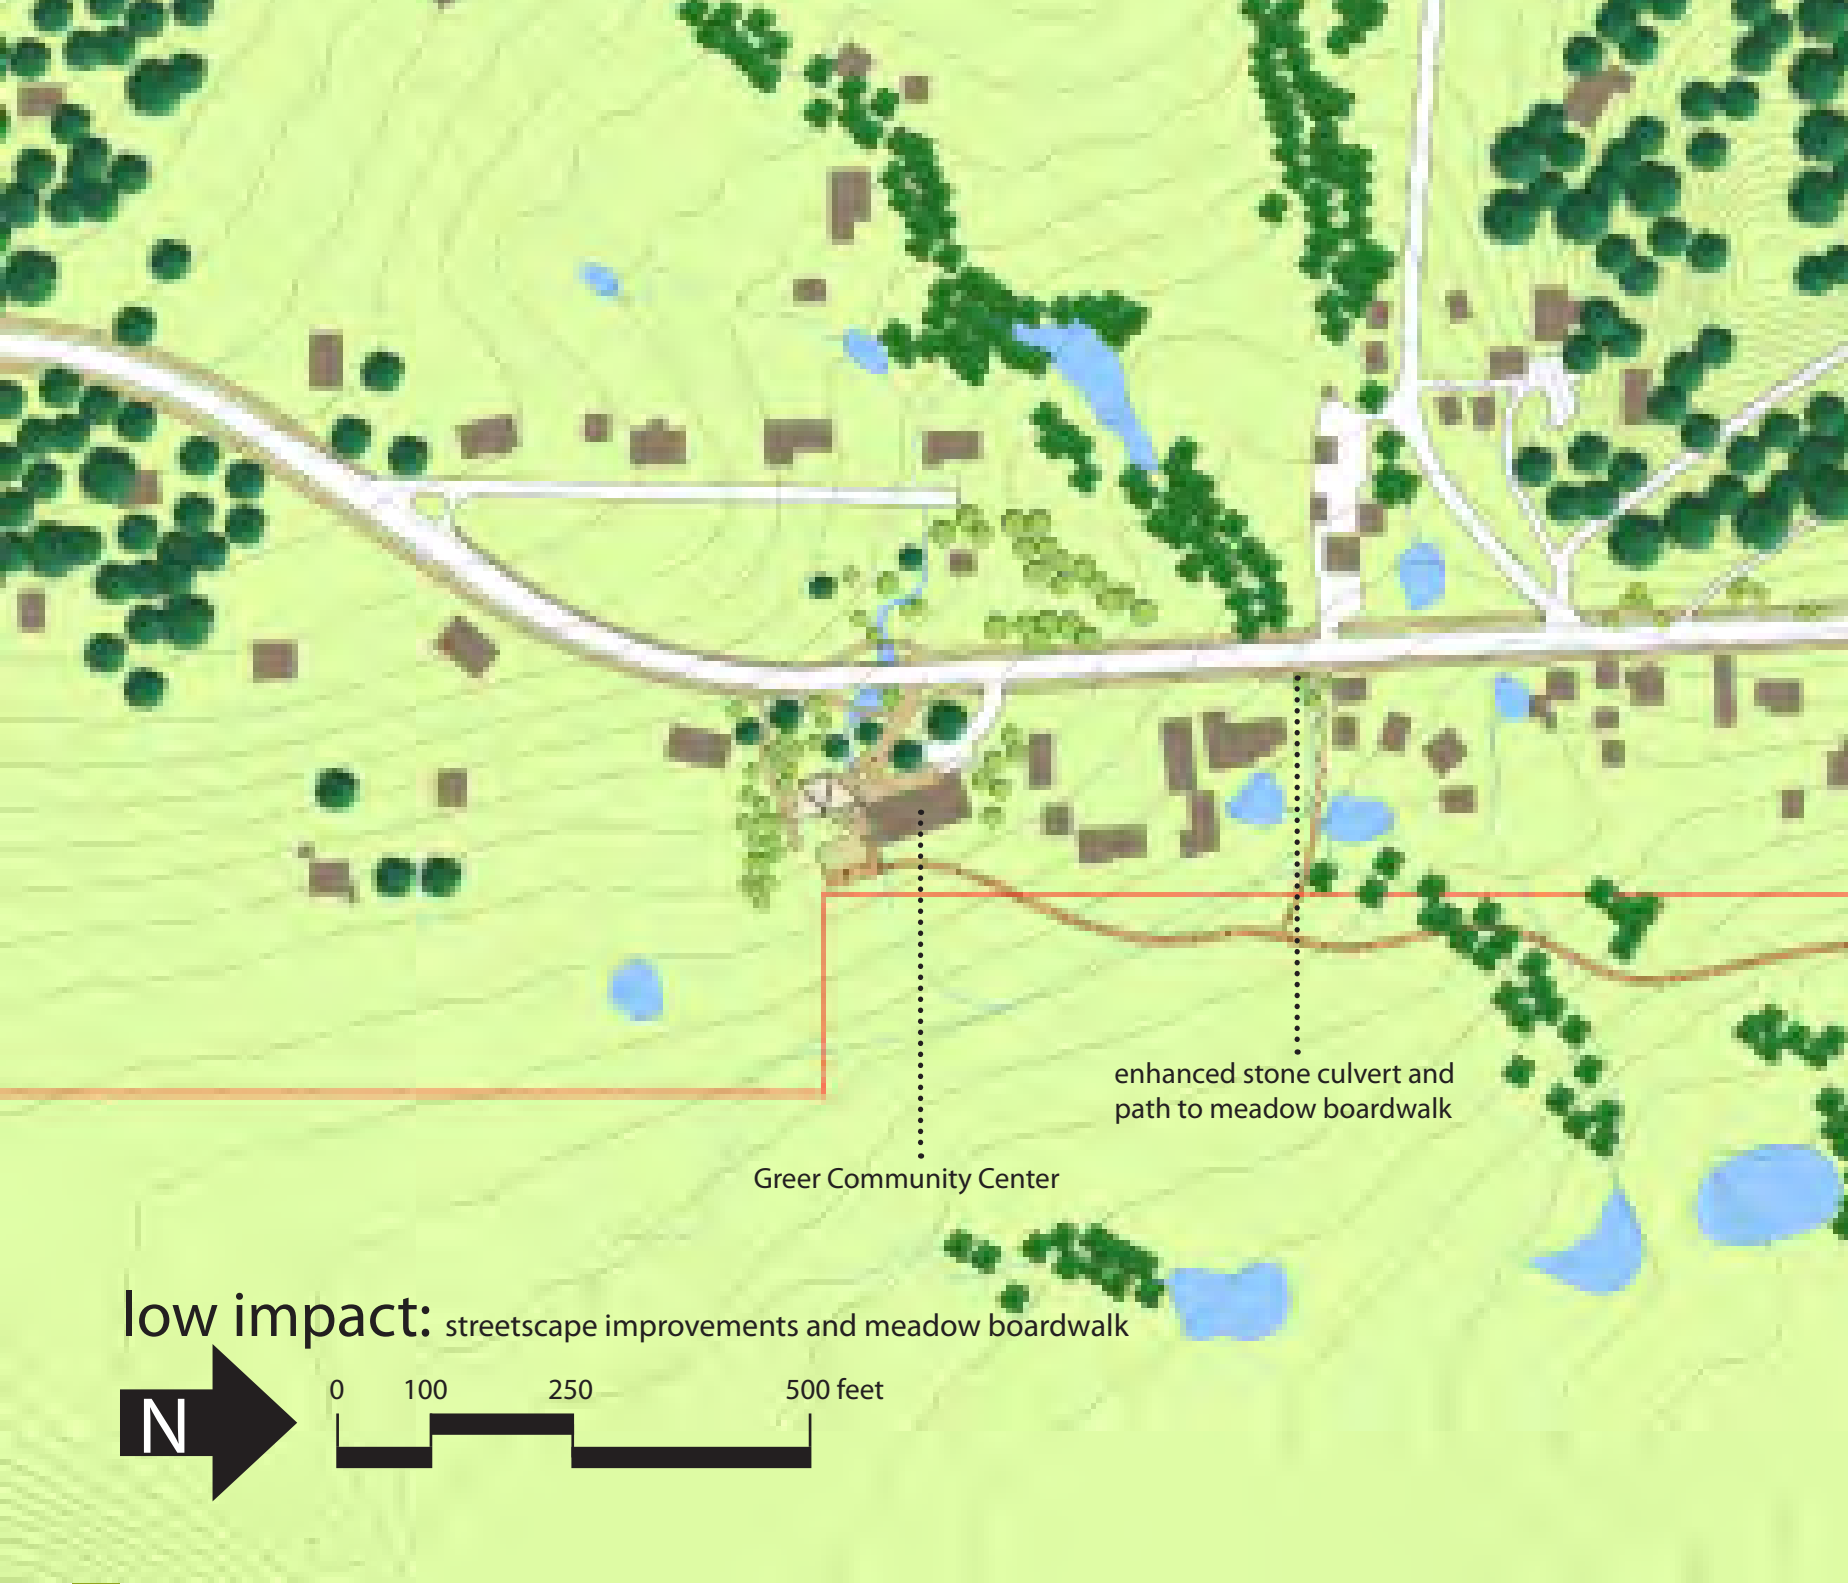 enhanced stone culvert and
path to meadow boardwalk
Greer Community Center
low impact: streetscape improvements and meadow boardwalk
N
0 100 250 500 feet